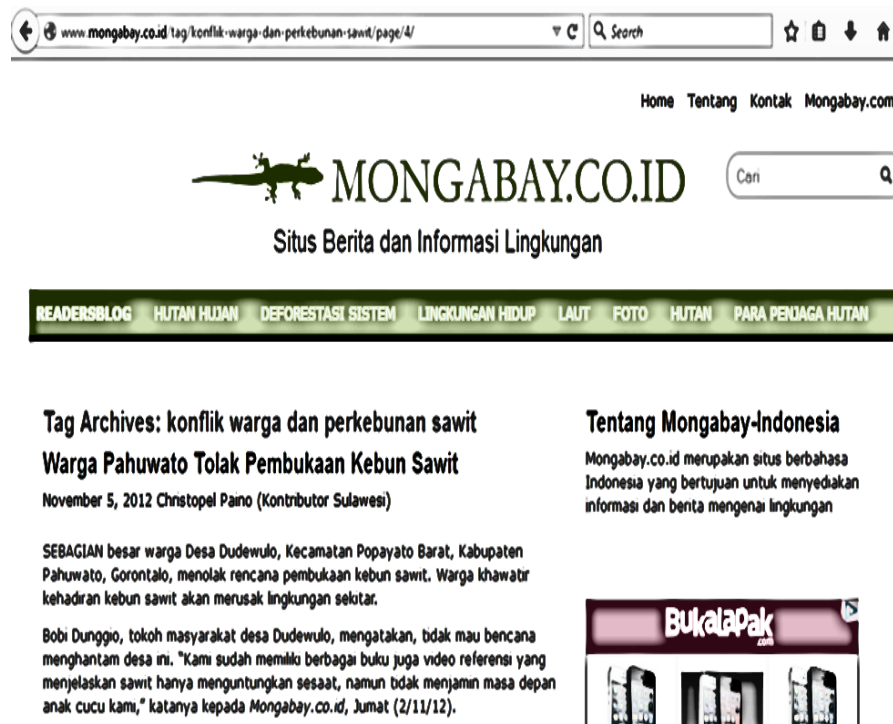 www.mongabay.co.id/tag/konflik-warga-dan-perkebunan-sawit/page/4/
Search
Home Tentang Kontak Mongabay.com
MONGABAY.CO.ID
Cari
Situs Berita dan Informasi Lingkungan
READERSBLOG HUTAN HUJAN DEFORESTASI SISTEM LINGKUNGAN HIDUP LAUT FOTO HUTAN PARA PENJAGA HUTAN
Tag Archives: konflik warga dan perkebunan sawit
Warga Pahuwato Tolak Pembukaan Kebun Sawit
November 5, 2012 Christopel Paino (Kontributor Sulawesi)
SEBAGIAN besar warga Desa Dudewulo, Kecamatan Popayato Barat, Kabupaten
Pahuwato, Gorontalo, menolak rencana pembukaan kebun sawit. Warga khawatir
kehadiran kebun sawit akan merusak lingkungan sekitar.
Bobi Dunggio, tokoh masyarakat desa Dudewulo, mengatakan, tidak mau bencana
menghantam desa ini. "Kami sudah memiliki berbagai buku juga video referensi yang
menjelaskan sawit hanya menguntungkan sesaat, namun tidak menjamin masa depan
anak cucu kami," katanya kepada Mongabay.co.id, Jumat (2/11/12).
Tentang Mongabay-Indonesia
Mongabay.co.id merupakan situs berbahasa
Indonesia yang bertujuan untuk menyediakan
informasi dan berita mengenai lingkungan
BukalaPak
.com